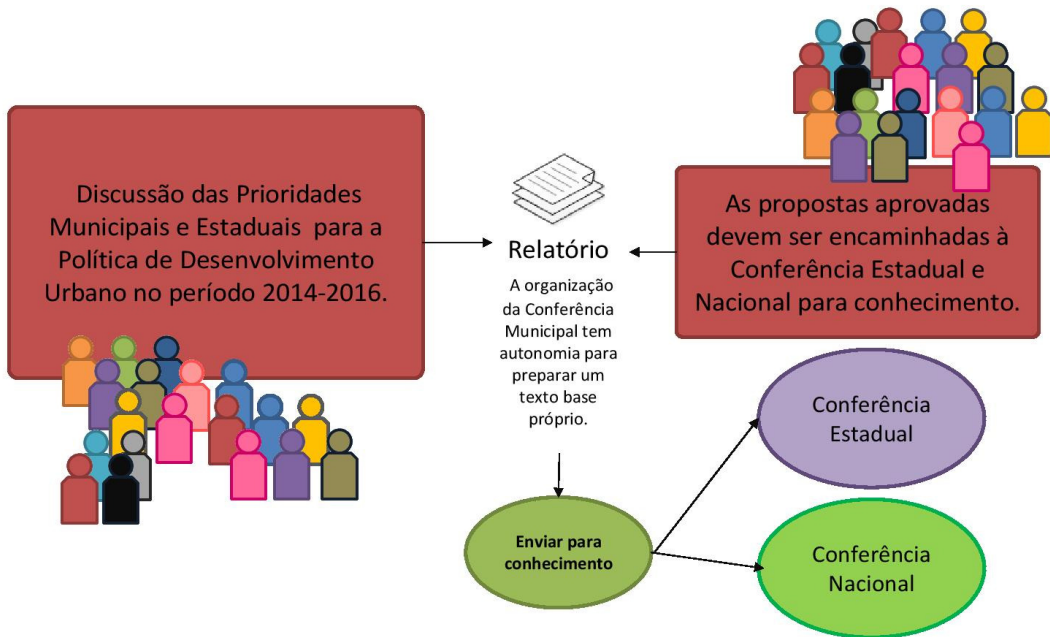 Discussão das Prioridades
Municipais e Estaduais para a
Política de Desenvolvimento
Urbano no período 2014-2016.
Relatório
A organização
da Conferência
Municipal tem
autonomia para
preparar um
texto base
próprio.
As propostas aprovadas
devem ser encaminhadas à
Conferência Estadual e
Nacional para conhecimento.
Enviar para
conhecimento
Conferência
Estadual
Conferência
Nacional